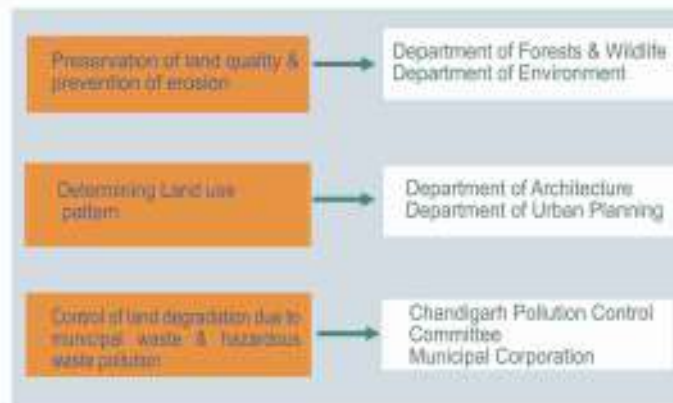 Preservation of land quality &
prevention of erosion
Department of Forests & Wildlife
Department of Environment
Determining Land use
pattern
Department of Architecture
Department of Urban Planning
Control of land degradation due to
municipal waste & hazardous
waste pollution
Chandigarh Pollution Control
Committee
Municipal Corporation